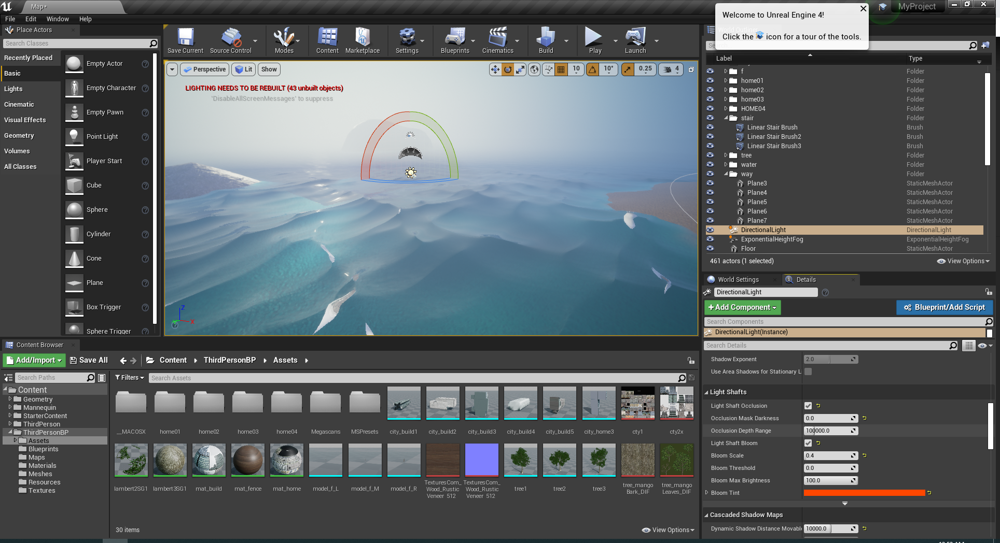 Map*
MyProject
File Edit Window Help
Welcome to Unreal Engine 4!
Click the icon for a tour of the tools.
Place Actors
Search Classes
Recently Placed
Basic
Lights
Cinematic
Visual Effects
Geometry
Volumes
All Classes
Empty Actor
Empty Character
Empty Pawn
Point Light
Player Start
Cube
Sphere
Cylinder
Cone
Plane
Box Trigger
Sphere Trigger
Save Current Source Control Modes Content Marketplace Settings Blueprints Cinematics Build Play Launch
Perspective Lit Show
10 10° 0.25 4
LIGHTING NEEDS TO BE REBUILT (43 unbuilt objects)
'DisableAllScreenMessages' to suppress
Z
X
World Outliner
Label Type
f Folder
home01 Folder
home02 Folder
home03 Folder
HOME04 Folder
stair Folder
Linear Stair Brush Brush
Linear Stair Brush2 Brush
Linear Stair Brush3 Brush
tree Folder
water Folder
way Folder
Plane3 StaticMeshActor
Plane4 StaticMeshActor
Plane5 StaticMeshActor
Plane6 StaticMeshActor
Plane7 StaticMeshActor
DirectionalLight DirectionalLight
ExponentialHeightFog ExponentialHeightFog
Floor StaticMeshActor
461 actors (1 selected) View Options
World Settings Details
DirectionalLight
+Add Component Blueprint/Add Script
Search Components
DirectionalLight(Instance)
Search Details
Shadow Exponent 2.0
Use Area Shadows for Stationary L
Light Shafts
Light Shaft Occlusion
Occlusion Mask Darkness 0.0
Occlusion Depth Range 100000.0
Light Shaft Bloom
Bloom Scale 0.4
Bloom Threshold 0.0
Bloom Max Brightness 100.0
Bloom Tint
Cascaded Shadow Maps
Dynamic Shadow Distance Movabl 10000.0
Content Browser
Add/Import Save All Content ThirdPersonBP Assets
Search Paths
Filters Search Assets
Content
Geometry
Mannequin
StarterContent
ThirdPerson
ThirdPersonBP
Assets
Blueprints
Maps
Materials
Meshes
Resources
Textures
__MACOSX home01 home02 home03 home04 Megascans MSPresets city_build1 city_build2 city_build3 city_build4 city_build5 city_home3 cty1 cty2x
lambert2SG1 lambert3SG1 mat_build mat_fence mat_home model_f_L model_f_M model_f_R TexturesCom_Wood_Rustic Veneer 512 TexturesCom_Wood_Rustic Veneer 512 tree1 tree2 tree3 tree_mango Bark_DIF tree_mango Leaves_DIF
30 items View Options